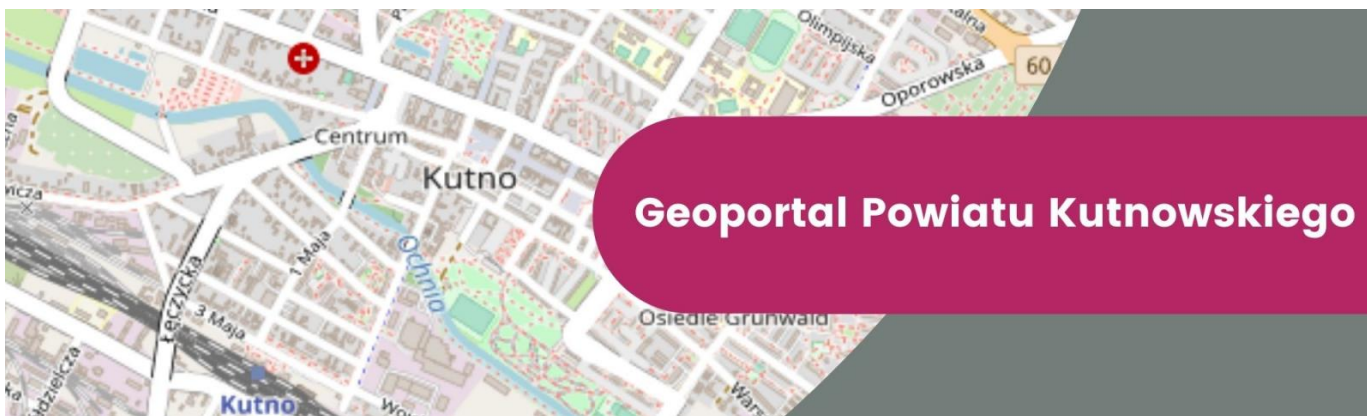 Olimpijska
60
Oporowska
Centrum
Kutno
Geoportal Powiatu Kutnowskiego
1 Maja
Ochnia
Łęczycka
3 Maja
Osiedle Grunwald
Kutno